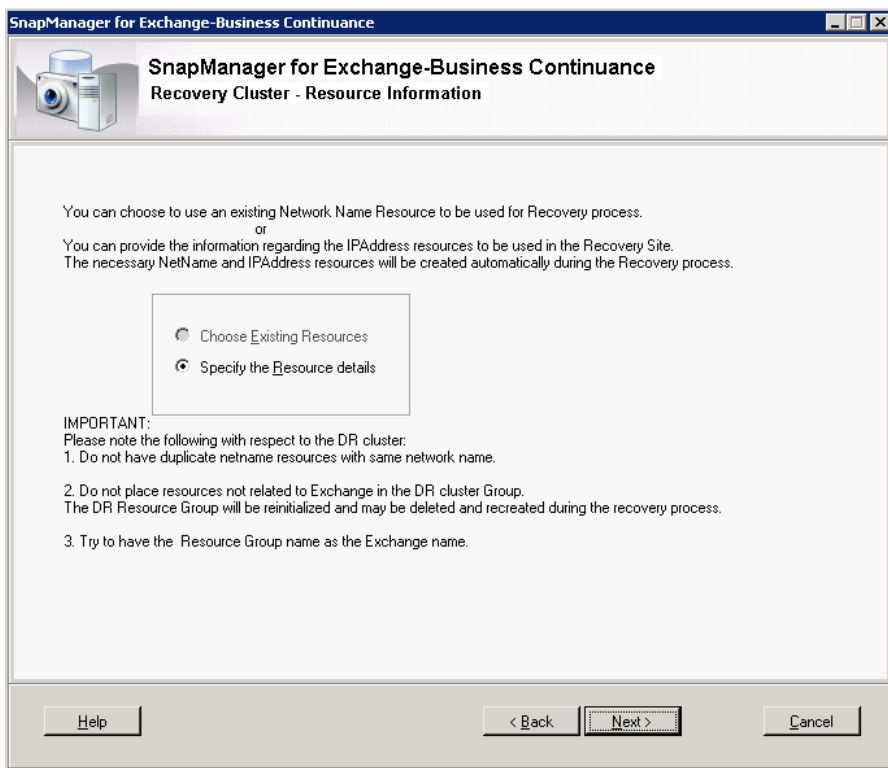 SnapManager for Exchange-Business Continuance
SnapManager for Exchange-Business Continuance
Recovery Cluster - Resource Information
You can choose to use an existing Network Name Resource to be used for Recovery process.
or
You can provide the information regarding the IPAddress resources to be used in the Recovery Site.
The necessary NetName and IPAddress resources will be created automatically during the Recovery process.
Choose Existing Resources
Specify the Resource details
IMPORTANT:
Please note the following with respect to the DR cluster:
1. Do not have duplicate netname resources with same network name.
2. Do not place resources not related to Exchange in the DR cluster Group.
The DR Resource Group will be reinitialized and may be deleted and recreated during the recovery process.
3. Try to have the Resource Group name as the Exchange name.
Help
< Back
Next >
Cancel